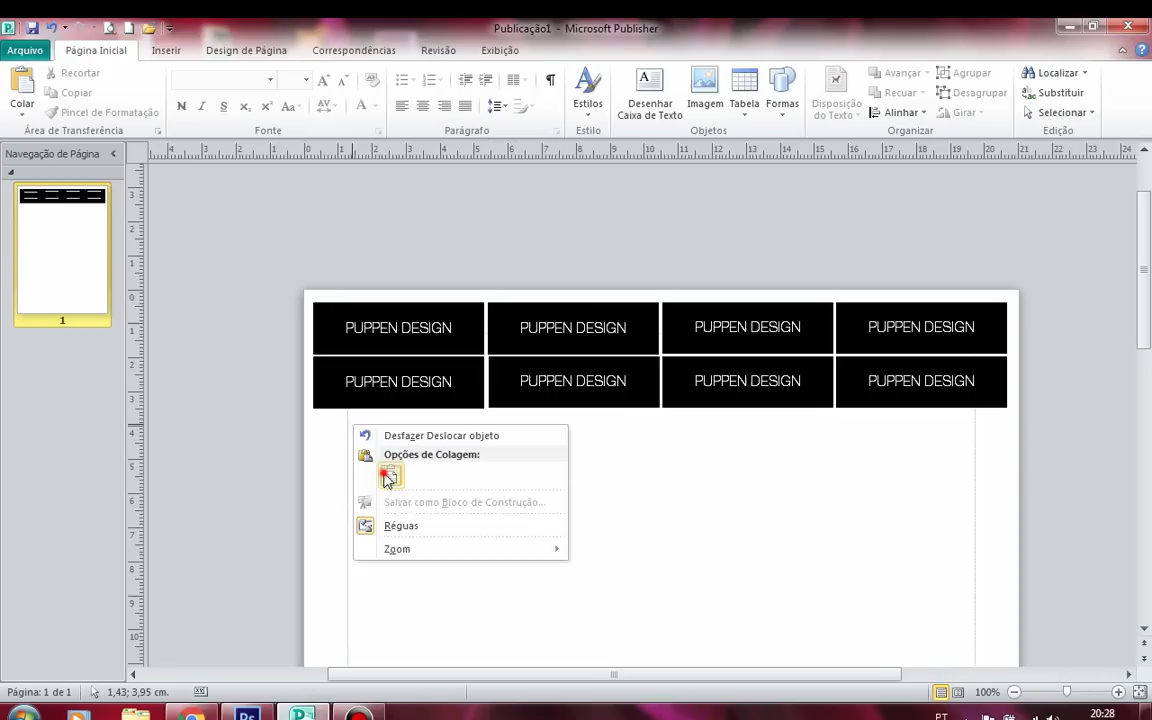 Publicação1 - Microsoft Publisher
Arquivo Página Inicial Inserir Design de Página Correspondências Revisão Exibição
Colar Recortar Copiar Pincel de Formatação
Estilos Desenhar Caixa de Texto Imagem Tabela Formas
Disposição do Texto Avançar Recuar Alinhar Agrupar Desagrupar Girar
Localizar Substituir Selecionar
Área de Transferência Fonte Parágrafo Estilo Objetos Organizar Edição
Navegação de Página
1
PUPPEN DESIGN PUPPEN DESIGN PUPPEN DESIGN PUPPEN DESIGN
PUPPEN DESIGN PUPPEN DESIGN PUPPEN DESIGN PUPPEN DESIGN
Desfazer Deslocar objeto
Opções de Colagem:
Salvar como Bloco de Construção...
Réguas
Zoom
Página: 1 de 1 1,43; 3,95 cm. 100%
PT 20:28